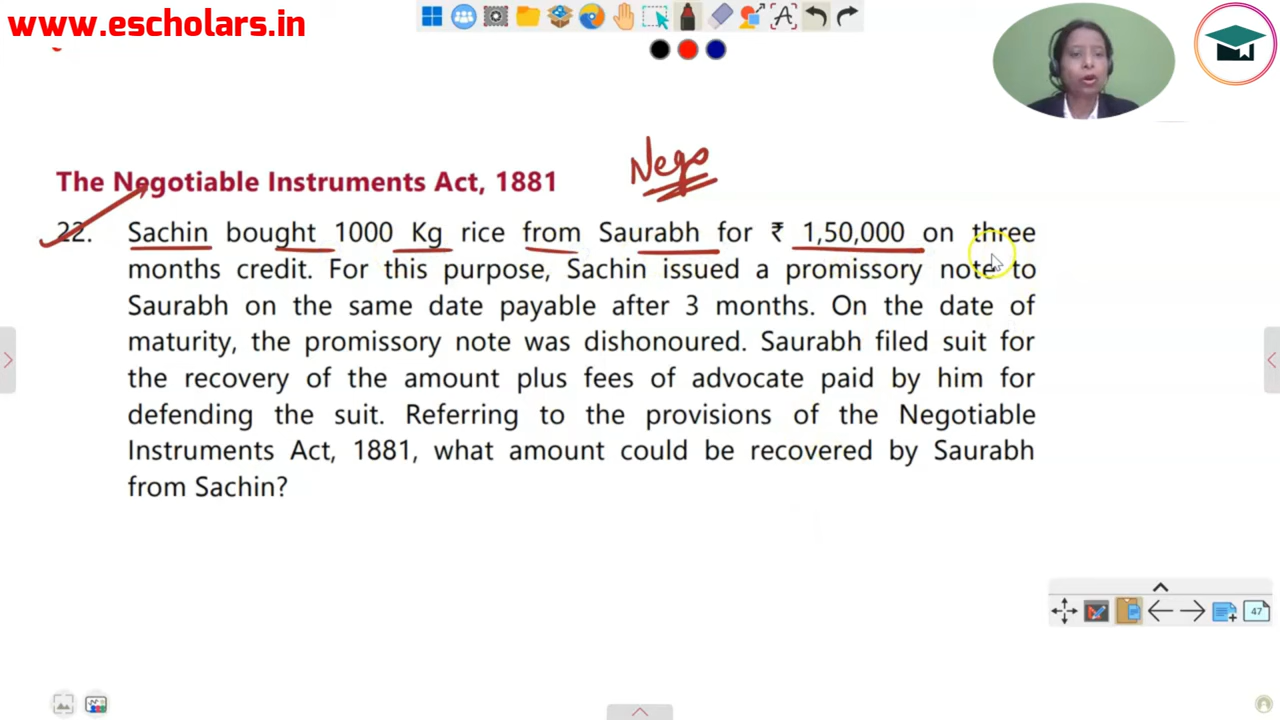 www.escholars.in
Nego
The Negotiable Instruments Act, 1881
22. Sachin bought 1000 Kg rice from Saurabh for ₹ 1,50,000 on three
months credit. For this purpose, Sachin issued a promissory note to
Saurabh on the same date payable after 3 months. On the date of
maturity, the promissory note was dishonoured. Saurabh filed suit for
the recovery of the amount plus fees of advocate paid by him for
defending the suit. Referring to the provisions of the Negotiable
Instruments Act, 1881, what amount could be recovered by Saurabh
from Sachin?
47